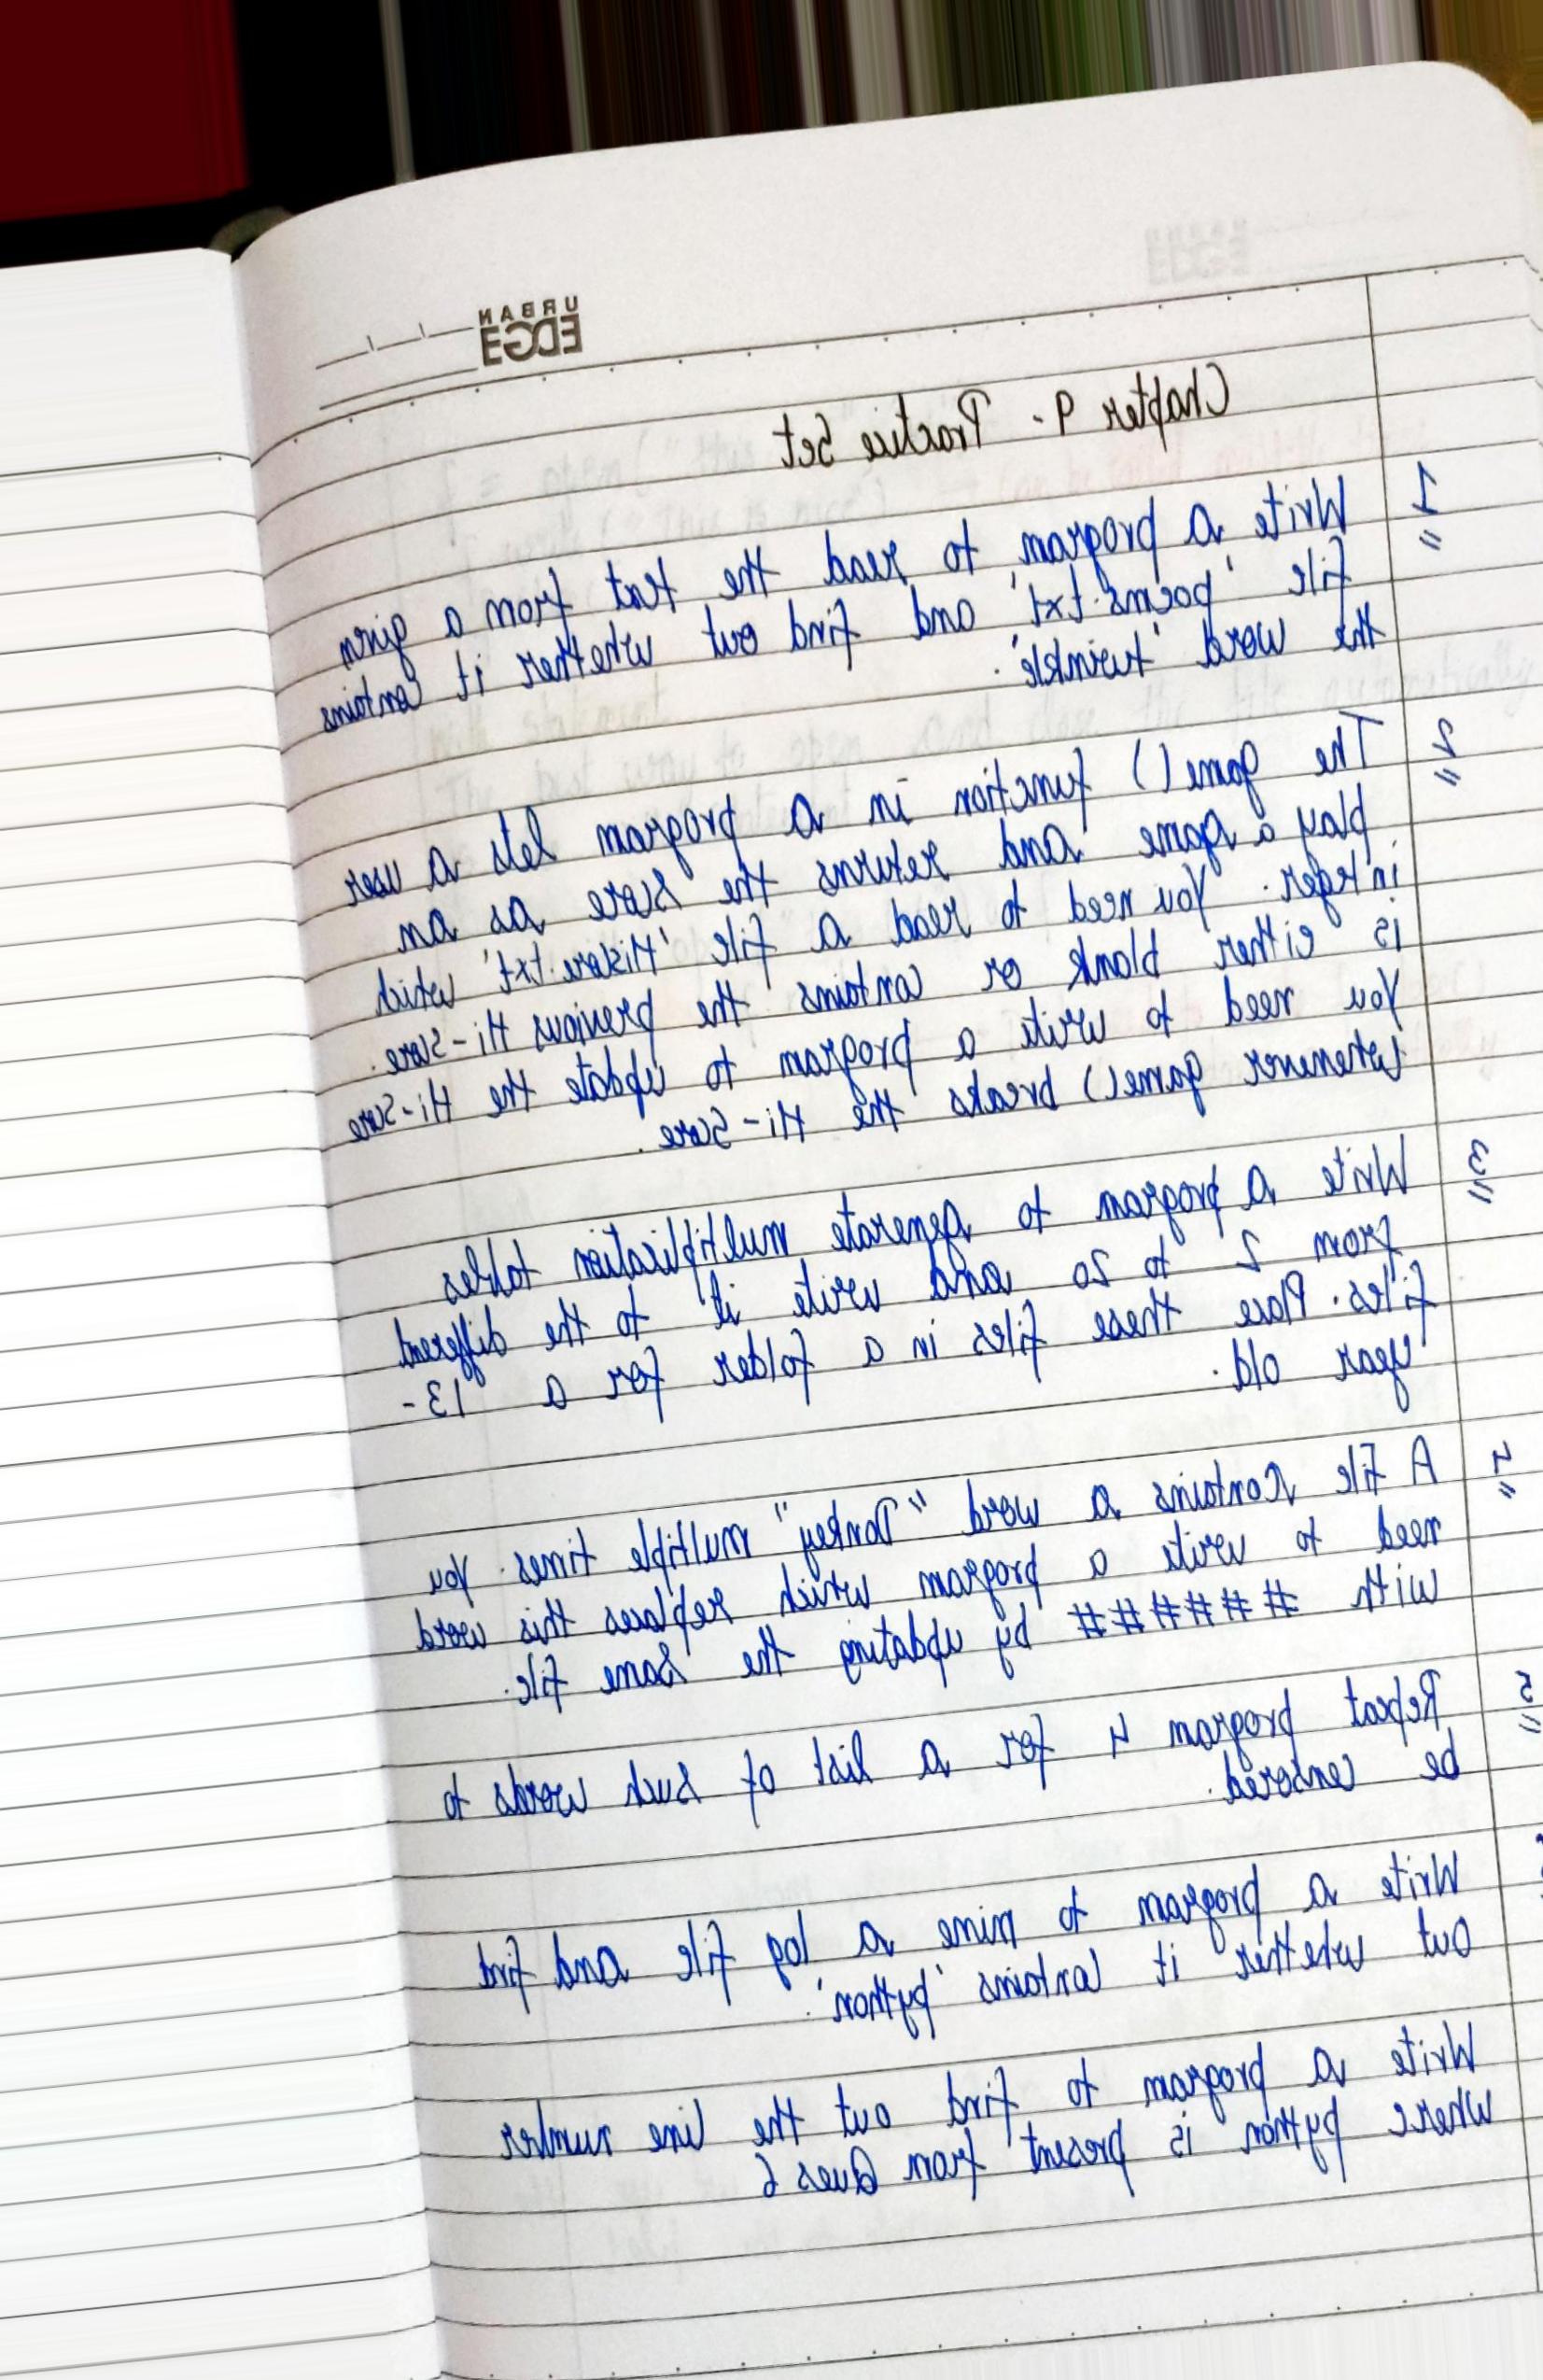 URBAN
EDGE
Chapter 9 - Practice Set
1 Write a program to read the text from a given
file 'poems.txt' and find out whether it contains
the word 'twinkle'.
2 The game() function in a program lets a user
play a game and returns the score as an
integer. You need to read a file 'Hiscore.txt' which
is either blank or contains the previous Hi-Score.
You need to write a program to update the Hi-Score
whenever game() breaks the Hi-Score.
3 Write a program to generate multiplication tables
from 2 to 20 and write it to the different
files. Place these files in a folder for a 13-
year old.
4 A file contains a word "Donkey" multiple times. You
need to write a program which replaces this word
with ###### by updating the same file.
5 Repeat program 4 for a list of such words to
be censored.
Write a program to mine a log file and find
out whether it contains 'python'.
Write a program to find out the line number
where python is present from Ques 6